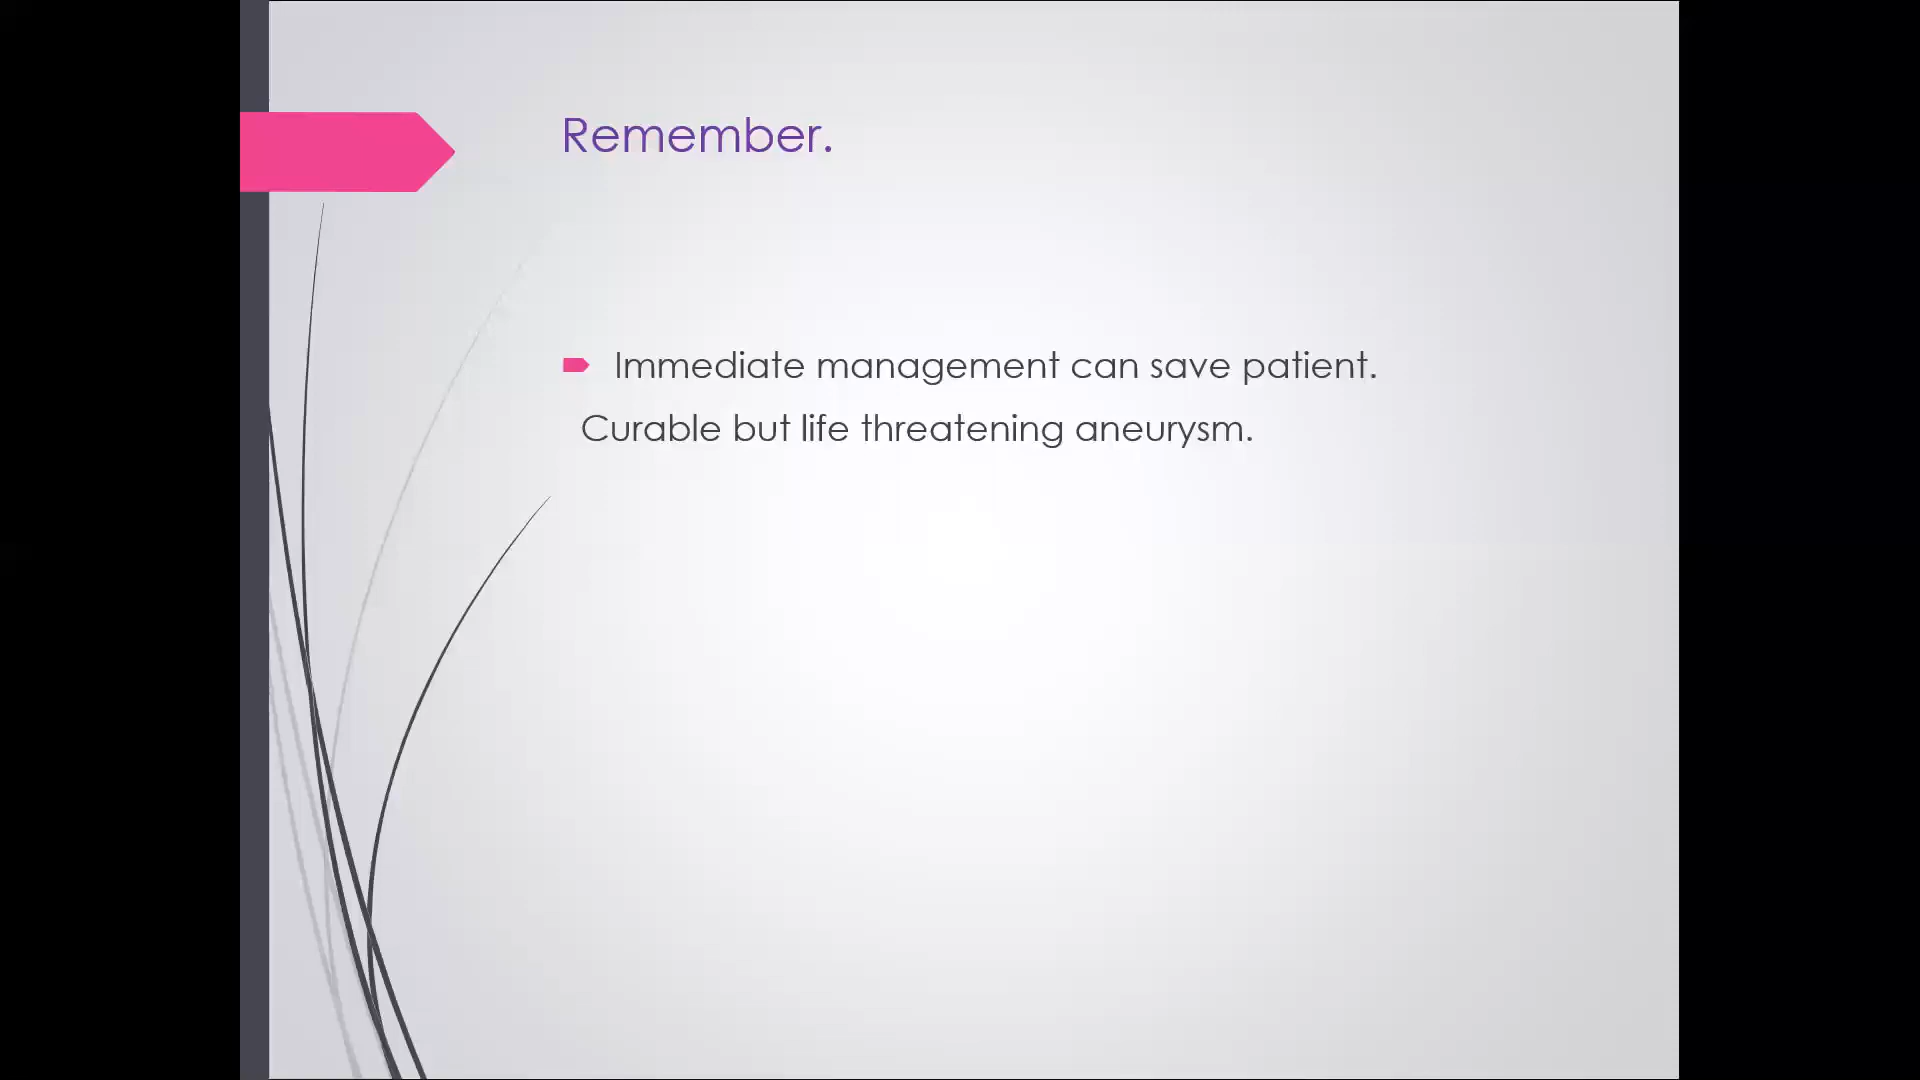 Remember.
Immediate management can save patient.
Curable but life threatening aneurysm.